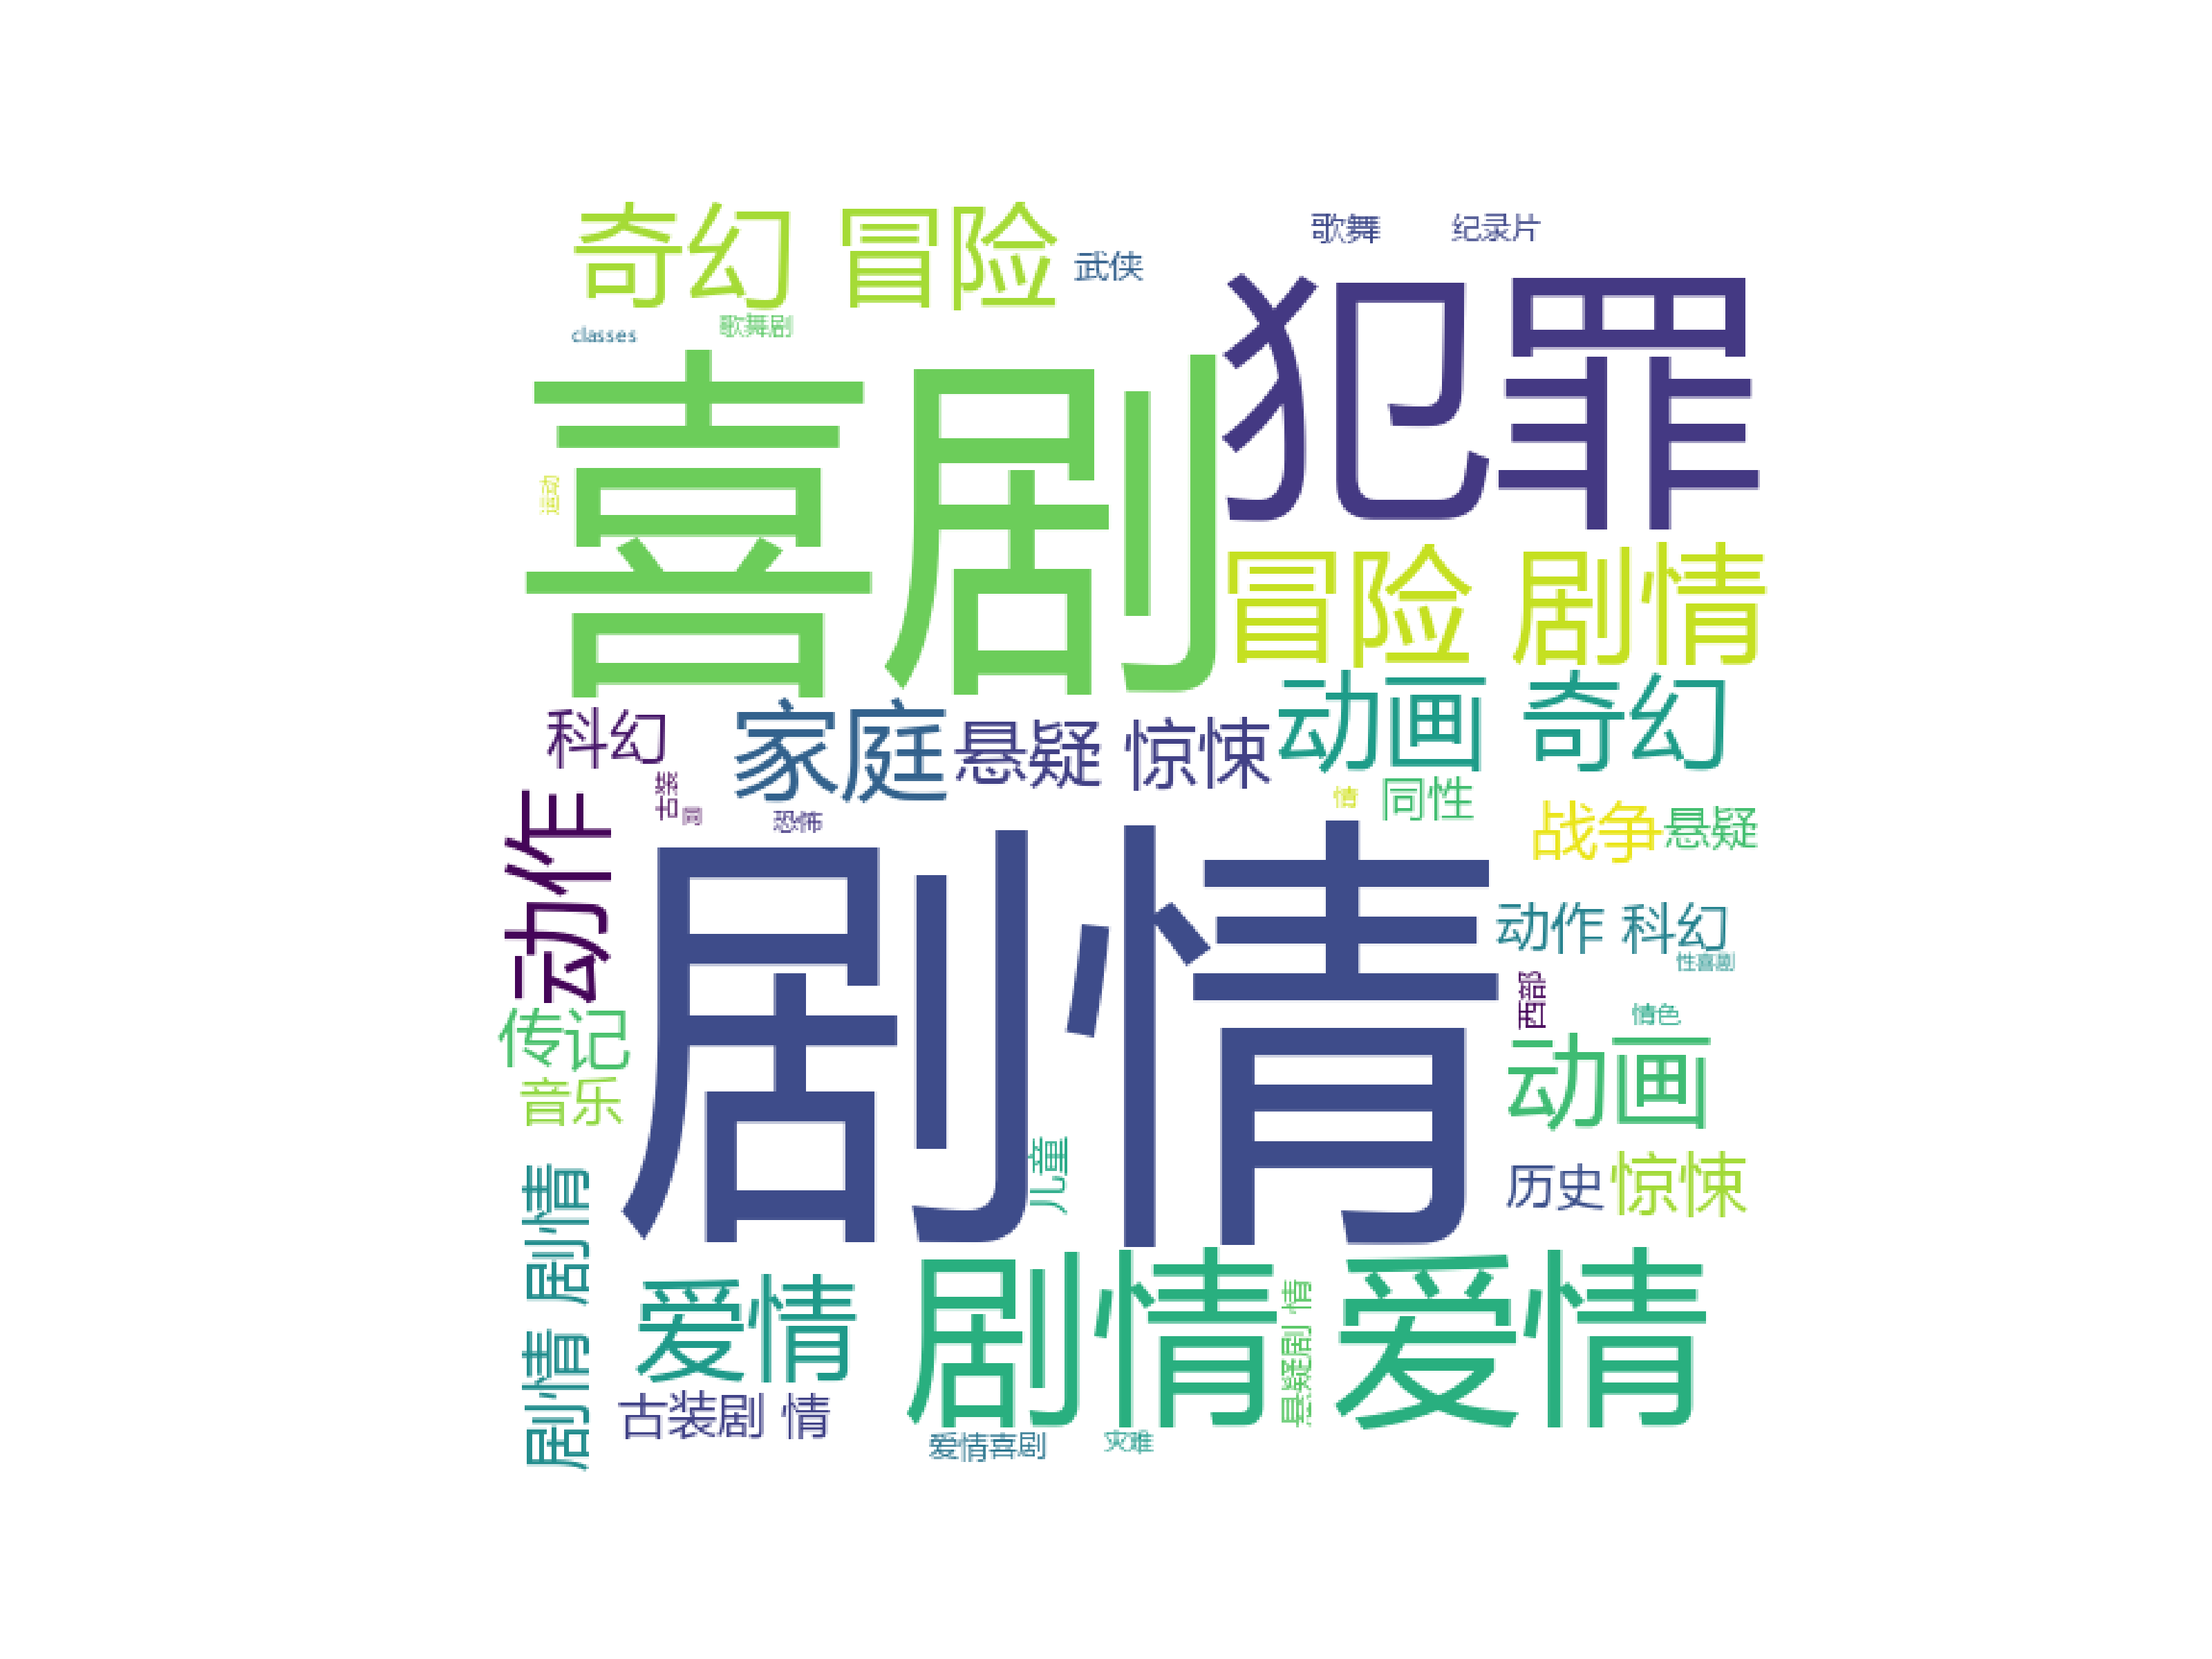 歌舞 纪录片
奇幻 冒险
武侠
classes
歌舞剧
犯罪
喜剧
运动
冒险 剧情
动画 奇幻
科幻
家庭
悬疑 惊悚
古装
同
恐怖
情
同性
战争
悬疑
动作
剧情
动作 科幻
性喜剧
西部
情色
传记
动画
音乐
儿童
历史
惊悚
剧情 剧情
爱情
剧情 爱情
悬疑剧 情
古装剧 情
爱情喜剧
灾难